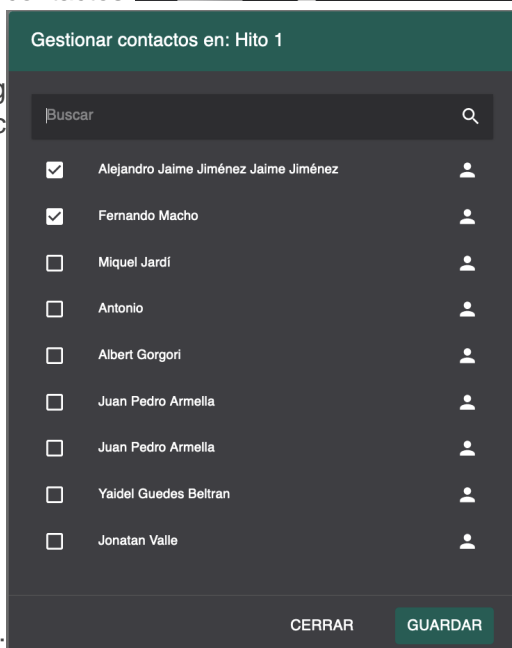 Gestionar contactos en: Hito 1
Buscar
Alejandro Jaime Jiménez Jaime Jiménez
Fernando Macho
Miquel Jardí
Antonio
Albert Gorgori
Juan Pedro Armella
Juan Pedro Armella
Yaidel Guedes Beltran
Jonatan Valle
CERRAR
GUARDAR